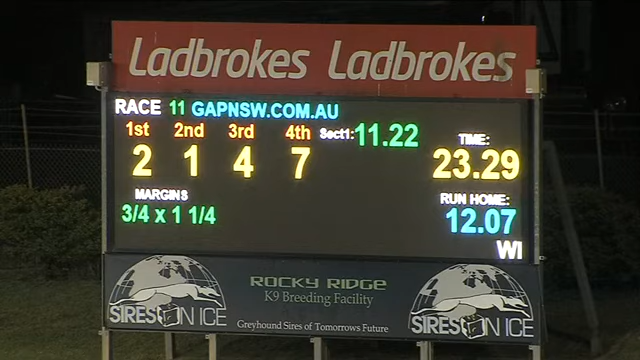 Ladbrokes Ladbrokes
RACE 11 GAPNSW.COM.AU
1st 2nd 3rd 4th Sect1: 11.22 TIME:
2 1 4 7 23.29
MARGINS RUN HOME:
3/4 x 1 1/4 12.07
WI
ROCKY RIDGE
K9 Breeding Facility
SIRES ON ICE SIRES ON ICE
Greyhound Sires of Tomorrows Future